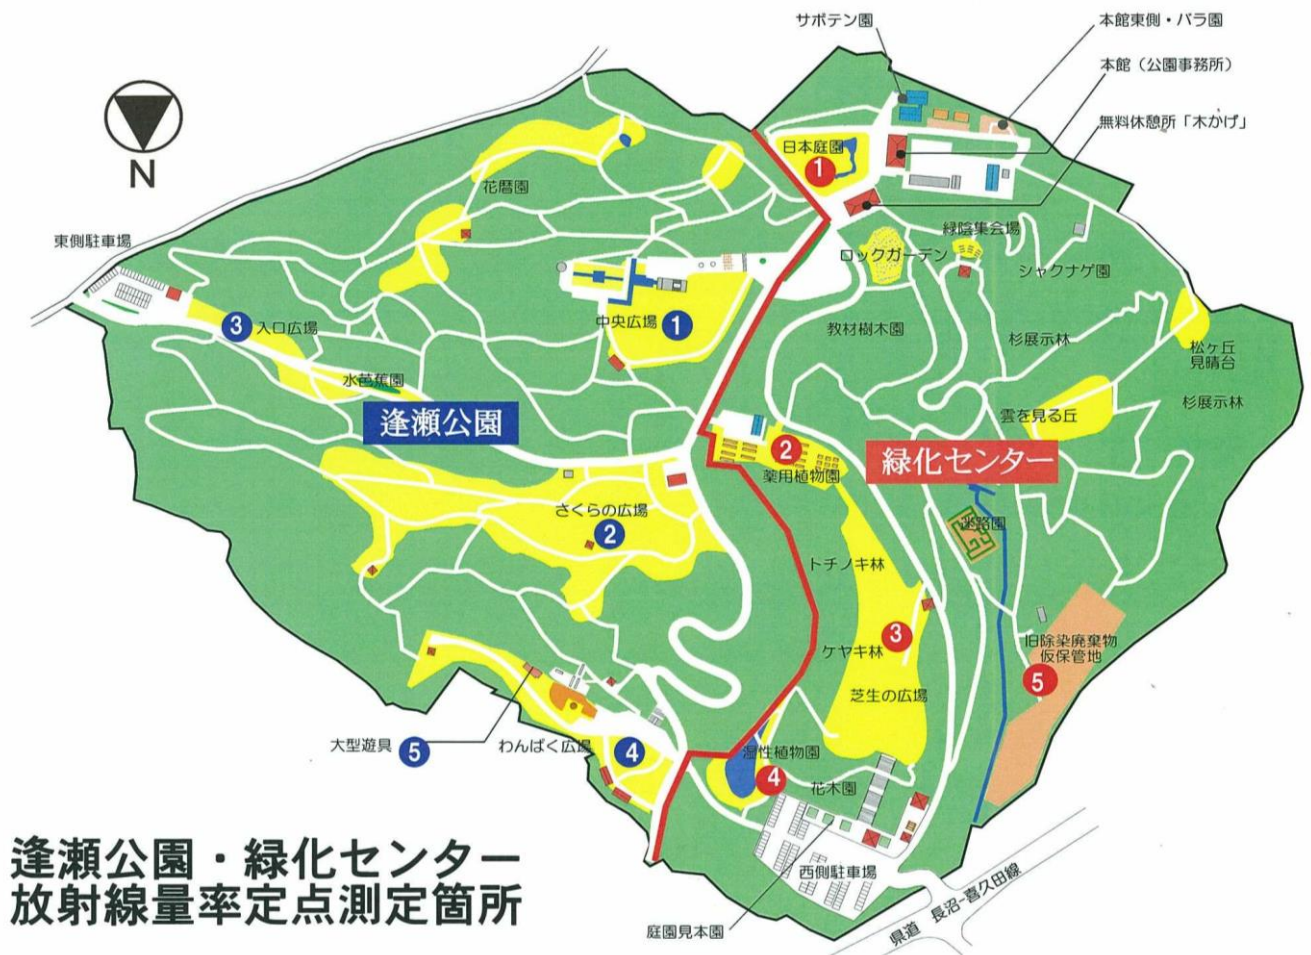 サボテン園
本館東側・バラ園
本館（公園事務所）
無料休憩所「木かげ」
N
日本庭園
1
花暦園
東側駐車場
緑陰集会場
ロックガーデン
シャクナゲ園
3
入口広場
中央広場
1
教材樹木園
杉展示林
松ヶ丘
見晴台
水芭蕉園
杉展示林
雲を見る丘
逢瀬公園
2
緑化センター
薬用植物園
さくらの広場
2
迷路園
トチノキ林
3
ケヤキ林
旧除染廃棄物
仮保管地
5
芝生の広場
大型遊具
5
わんぱく広場
4
湿性植物園
4
花木園
西側駐車場
庭園見本園
県道 長沼-喜久田線
逢瀬公園・緑化センター
放射線量率定点測定箇所